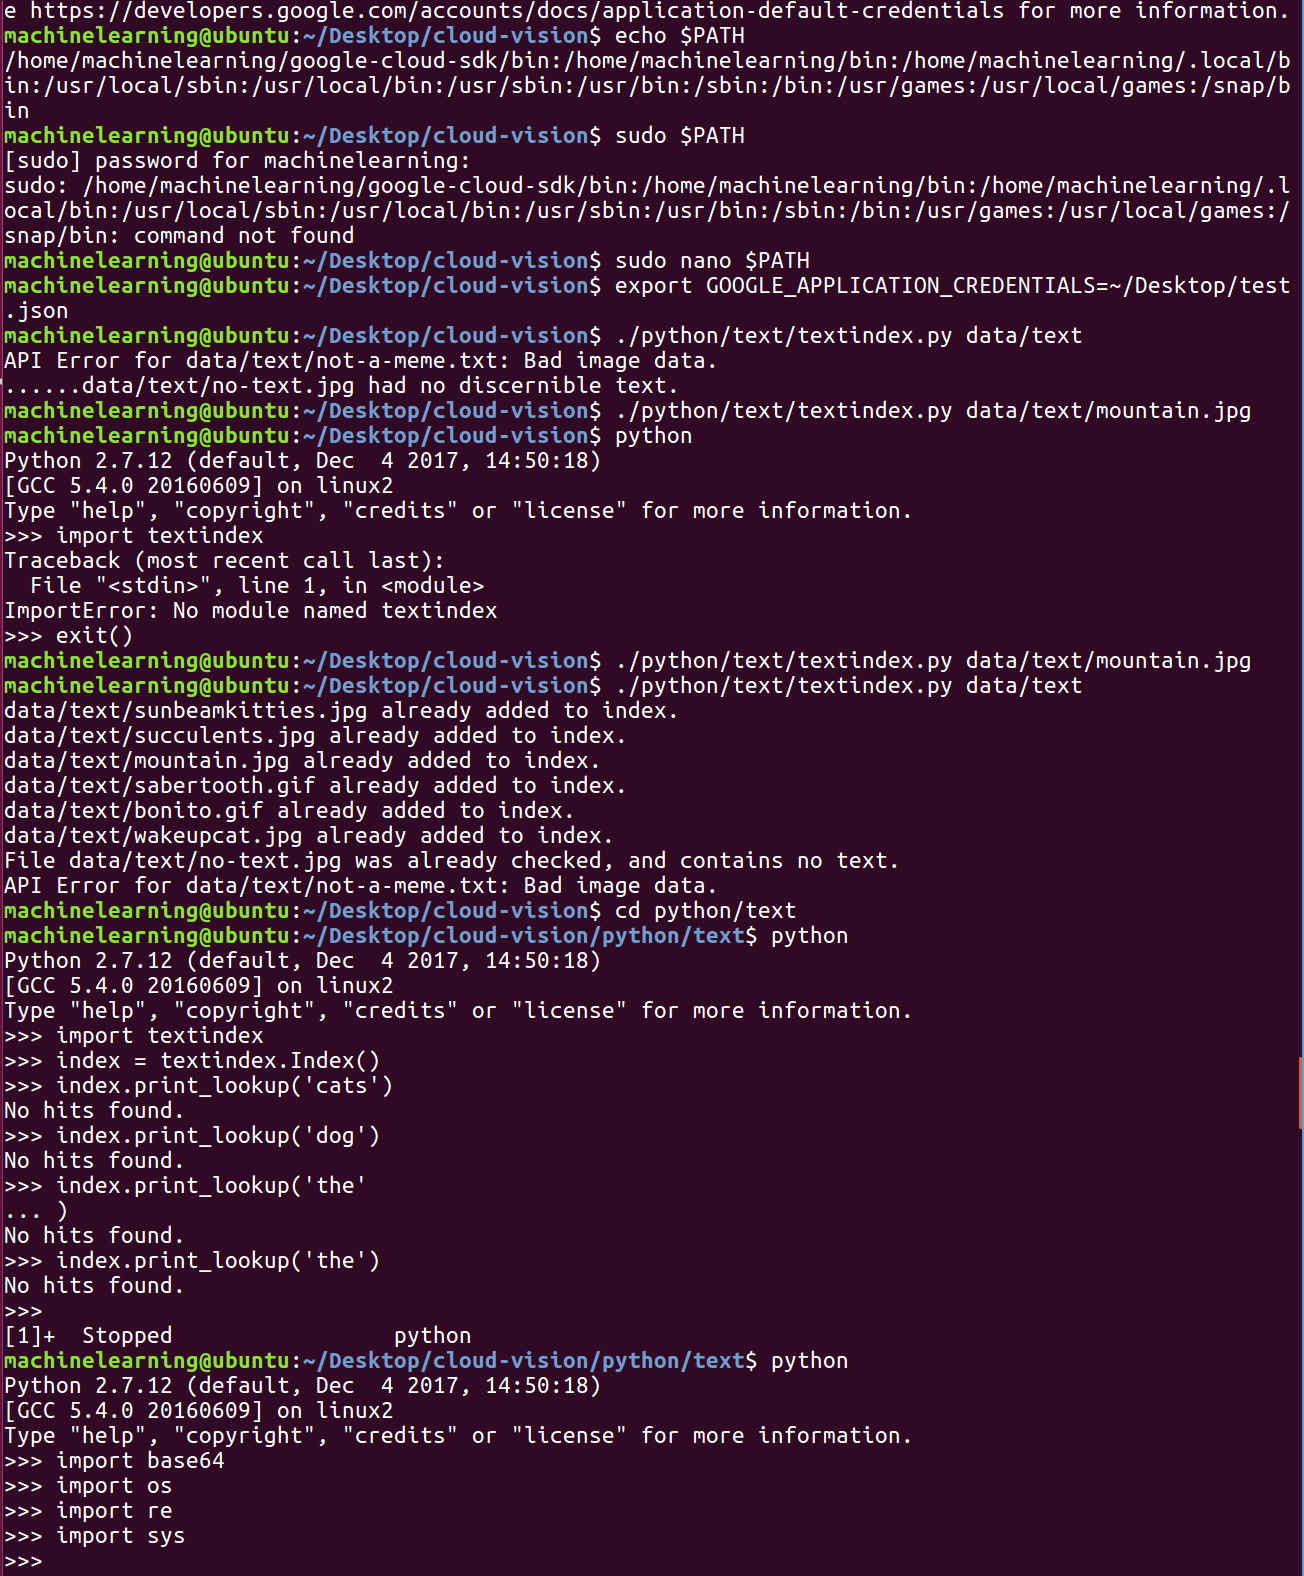 e https://developers.google.com/accounts/docs/application-default-credentials for more information.
machinelearning@ubuntu:~/Desktop/cloud-vision$ echo $PATH
/home/machinelearning/google-cloud-sdk/bin:/home/machinelearning/bin:/home/machinelearning/.local/b
in:/usr/local/sbin:/usr/local/bin:/usr/sbin:/usr/bin:/sbin:/bin:/usr/games:/usr/local/games:/snap/b
in
machinelearning@ubuntu:~/Desktop/cloud-vision$ sudo $PATH
[sudo] password for machinelearning:
sudo: /home/machinelearning/google-cloud-sdk/bin:/home/machinelearning/bin:/home/machinelearning/.l
ocal/bin:/usr/local/sbin:/usr/local/bin:/usr/sbin:/usr/bin:/sbin:/bin:/usr/games:/usr/local/games:/
snap/bin: command not found
machinelearning@ubuntu:~/Desktop/cloud-vision$ sudo nano $PATH
machinelearning@ubuntu:~/Desktop/cloud-vision$ export GOOGLE_APPLICATION_CREDENTIALS=~/Desktop/test
.json
machinelearning@ubuntu:~/Desktop/cloud-vision$ ./python/text/textindex.py data/text
API Error for data/text/not-a-meme.txt: Bad image data.
......data/text/no-text.jpg had no discernible text.
machinelearning@ubuntu:~/Desktop/cloud-vision$ ./python/text/textindex.py data/text/mountain.jpg
machinelearning@ubuntu:~/Desktop/cloud-vision$ python
Python 2.7.12 (default, Dec  4 2017, 14:50:18)
[GCC 5.4.0 20160609] on linux2
Type "help", "copyright", "credits" or "license" for more information.
>>> import textindex
Traceback (most recent call last):
  File "<stdin>", line 1, in <module>
ImportError: No module named textindex
>>> exit()
machinelearning@ubuntu:~/Desktop/cloud-vision$ ./python/text/textindex.py data/text/mountain.jpg
machinelearning@ubuntu:~/Desktop/cloud-vision$ ./python/text/textindex.py data/text
data/text/sunbeamkitties.jpg already added to index.
data/text/succulents.jpg already added to index.
data/text/mountain.jpg already added to index.
data/text/sabertooth.gif already added to index.
data/text/bonito.gif already added to index.
data/text/wakeupcat.jpg already added to index.
File data/text/no-text.jpg was already checked, and contains no text.
API Error for data/text/not-a-meme.txt: Bad image data.
machinelearning@ubuntu:~/Desktop/cloud-vision$ cd python/text
machinelearning@ubuntu:~/Desktop/cloud-vision/python/text$ python
Python 2.7.12 (default, Dec  4 2017, 14:50:18)
[GCC 5.4.0 20160609] on linux2
Type "help", "copyright", "credits" or "license" for more information.
>>> import textindex
>>> index = textindex.Index()
>>> index.print_lookup('cats')
No hits found.
>>> index.print_lookup('dog')
No hits found.
>>> index.print_lookup('the'
... )
No hits found.
>>> index.print_lookup('the')
No hits found.
>>>
[1]+  Stopped                 python
machinelearning@ubuntu:~/Desktop/cloud-vision/python/text$ python
Python 2.7.12 (default, Dec  4 2017, 14:50:18)
[GCC 5.4.0 20160609] on linux2
Type "help", "copyright", "credits" or "license" for more information.
>>> import base64
>>> import os
>>> import re
>>> import sys
>>>